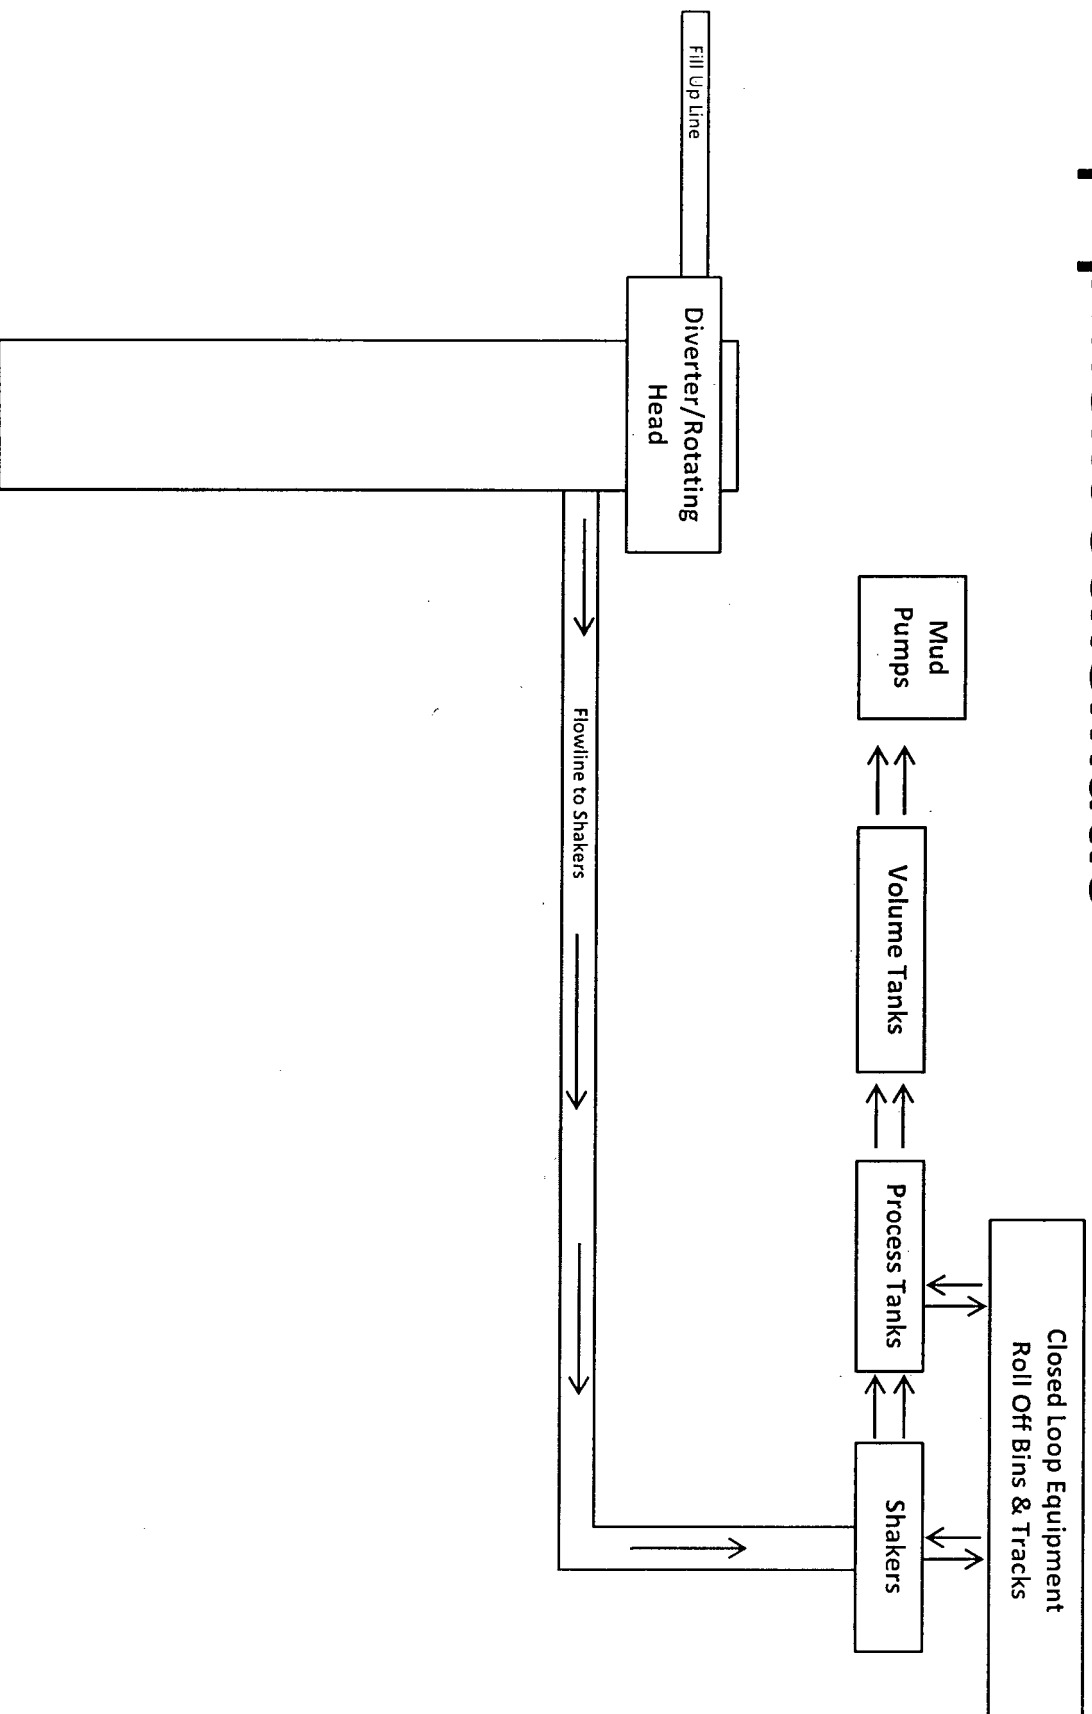 Closed Loop Equipment
Roll Off Bins & Tracks
Mud
Pumps
Volume Tanks
Process Tanks
Shakers
Fill Up Line
Diverter/Rotating
Head
Flowline to Shakers